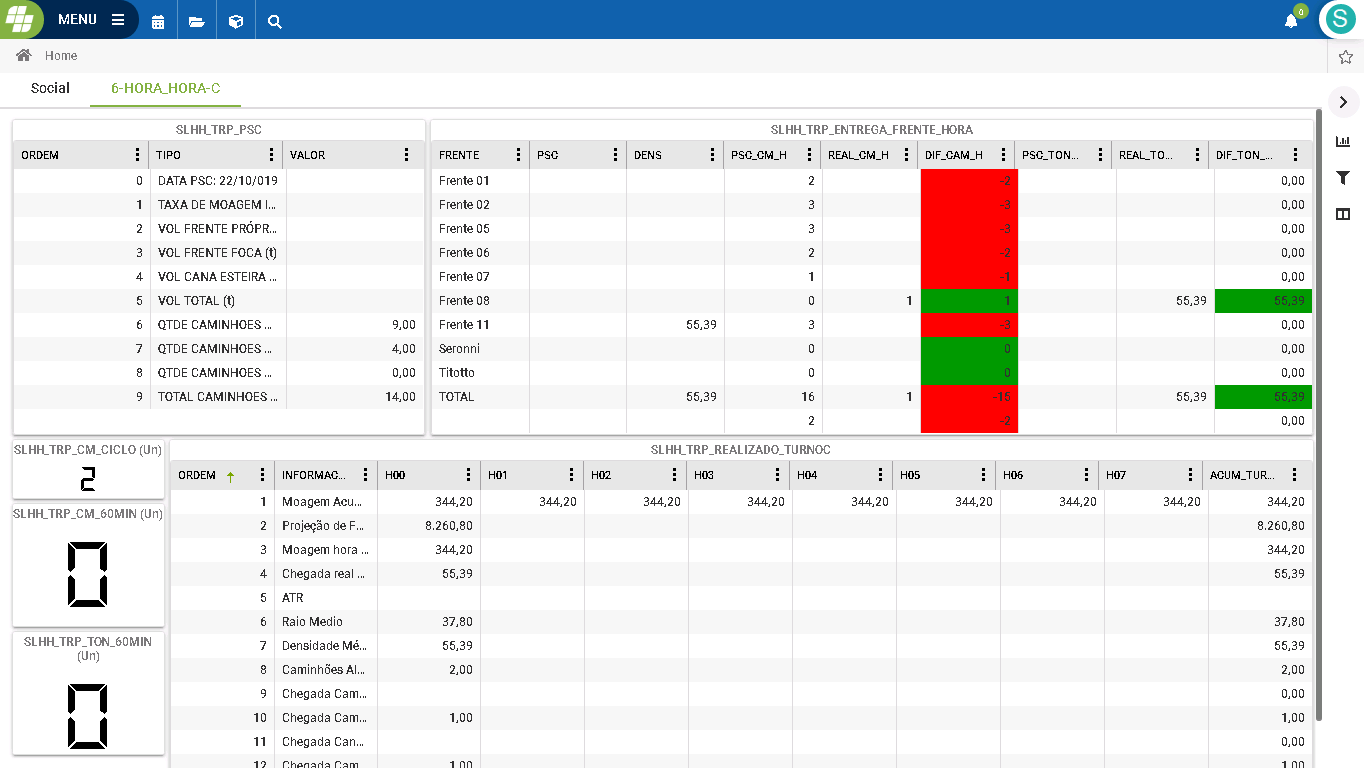 MENU
0
S
Home
Social 6-HORA_HORA-C
SLHH_TRP_PSC
ORDEM TIPO VALOR
0 DATA PSC: 22/10/019
1 TAXA DE MOAGEM I...
2 VOL FRENTE PRÓPR...
3 VOL FRENTE FOCA (t)
4 VOL CANA ESTEIRA ...
5 VOL TOTAL (t)
6 QTDE CAMINHOES ... 9,00
7 QTDE CAMINHOES ... 4,00
8 QTDE CAMINHOES ... 0,00
9 TOTAL CAMINHOES ... 14,00
SLHH_TRP_ENTREGA_FRENTE_HORA
FRENTE PSC DENS PSC_CM_H REAL_CM_H DIF_CAM_H PSC_TON... REAL_TO... DIF_TON_...
Frente 01 2 -2 0,00
Frente 02 3 -3 0,00
Frente 05 3 -3 0,00
Frente 06 2 -2 0,00
Frente 07 1 -1 0,00
Frente 08 0 1 1 55,39 55,39
Frente 11 55,39 3 -3 0,00
Seronni 0 0 0,00
Titotto 0 0 0,00
TOTAL 55,39 16 1 -15 55,39 55,39
2 -2 0,00
SLHH_TRP_CM_CICLO (Un)
2
SLHH_TRP_CM_60MIN (Un)
0
SLHH_TRP_TON_60MIN
(Un)
0
SLHH_TRP_REALIZADO_TURNOC
ORDEM INFORMAC... H00 H01 H02 H03 H04 H05 H06 H07 ACUM_TUR...
1 Moagem Acu... 344,20 344,20 344,20 344,20 344,20 344,20 344,20 344,20 344,20
2 Projeção de F... 8.260,80 8.260,80
3 Moagem hora ... 344,20 344,20
4 Chegada real ... 55,39 55,39
5 ATR
6 Raio Medio 37,80 37,80
7 Densidade Mé... 55,39 55,39
8 Caminhões Al... 2,00 2,00
9 Chegada Cam... 0,00
10 Chegada Cam... 1,00 1,00
11 Chegada Can... 0,00
12 Chegada Cam... 1,00 1,00